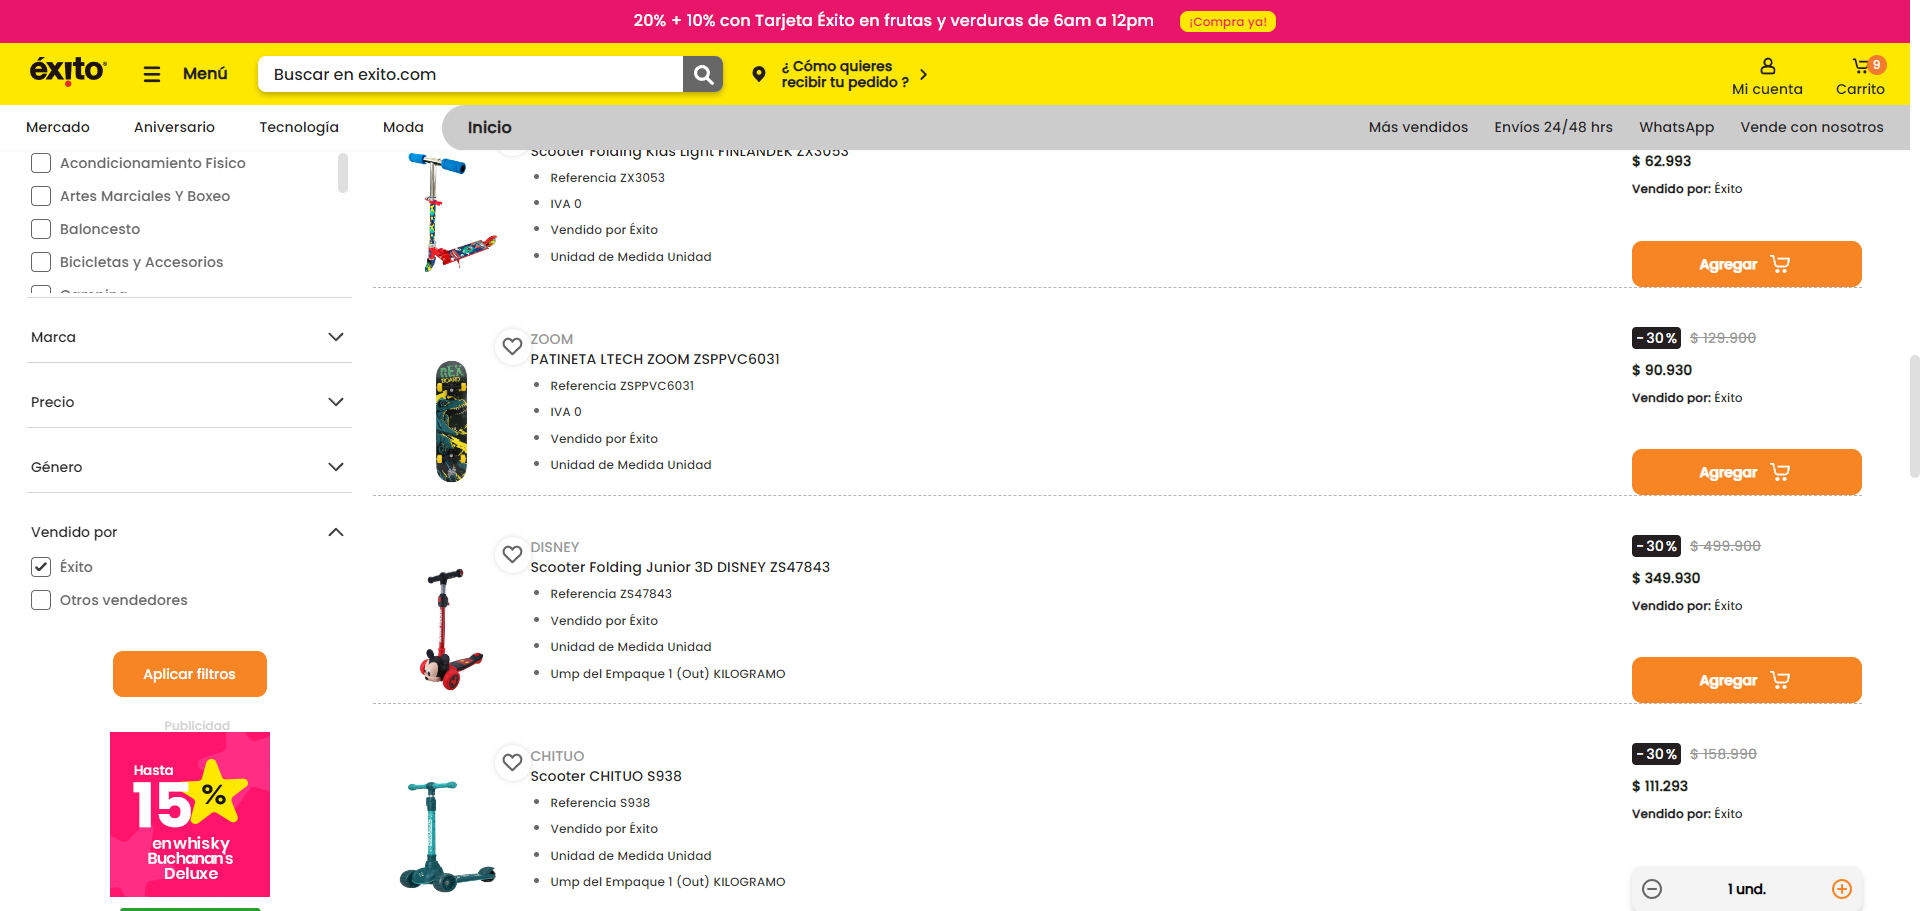 20% + 10% con Tarjeta Éxito en frutas y verduras de 6am a 12pm
¡Compra ya!
éxito
Menú
Buscar en exito.com
¿ Cómo quieres
recibir tu pedido ?
Mi cuenta
9
Carrito
Mercado
Aniversario
Tecnología
Moda
Inicio
Más vendidos
Envíos 24/48 hrs
WhatsApp
Vende con nosotros
Acondicionamiento Fisico
Artes Marciales Y Boxeo
Baloncesto
Bicicletas y Accesorios
Camping
Marca
Precio
Género
Vendido por
Éxito
Otros vendedores
Aplicar filtros
Publicidad
Hasta
15%
en whisky
Buchanan's
Deluxe
Scooter Folding Kids Light FINLANDEK ZX3053
Referencia ZX3053
IVA 0
Vendido por Éxito
Unidad de Medida Unidad
$ 62.993
Vendido por: Éxito
Agregar
ZOOM
PATINETA LTECH ZOOM ZSPPVC6031
Referencia ZSPPVC6031
IVA 0
Vendido por Éxito
Unidad de Medida Unidad
-30% $ 129.900
$ 90.930
Vendido por: Éxito
Agregar
DISNEY
Scooter Folding Junior 3D DISNEY ZS47843
Referencia ZS47843
Vendido por Éxito
Unidad de Medida Unidad
Ump del Empaque 1 (Out) KILOGRAMO
-30% $ 499.900
$ 349.930
Vendido por: Éxito
Agregar
CHITUO
Scooter CHITUO S938
Referencia S938
Vendido por Éxito
Unidad de Medida Unidad
Ump del Empaque 1 (Out) KILOGRAMO
-30% $ 158.990
$ 111.293
Vendido por: Éxito
1 und.